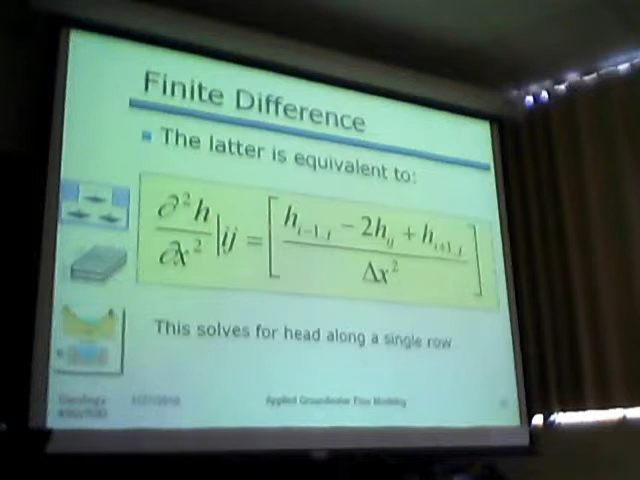 Finite Difference
The latter is equivalent to:
∂²h/∂x² |ij = [ (h_{i-1,j} − 2h_{ij} + h_{i+1,j}) / Δx² ]
This solves for head along a single row
Applied Groundwater Flow Modeling